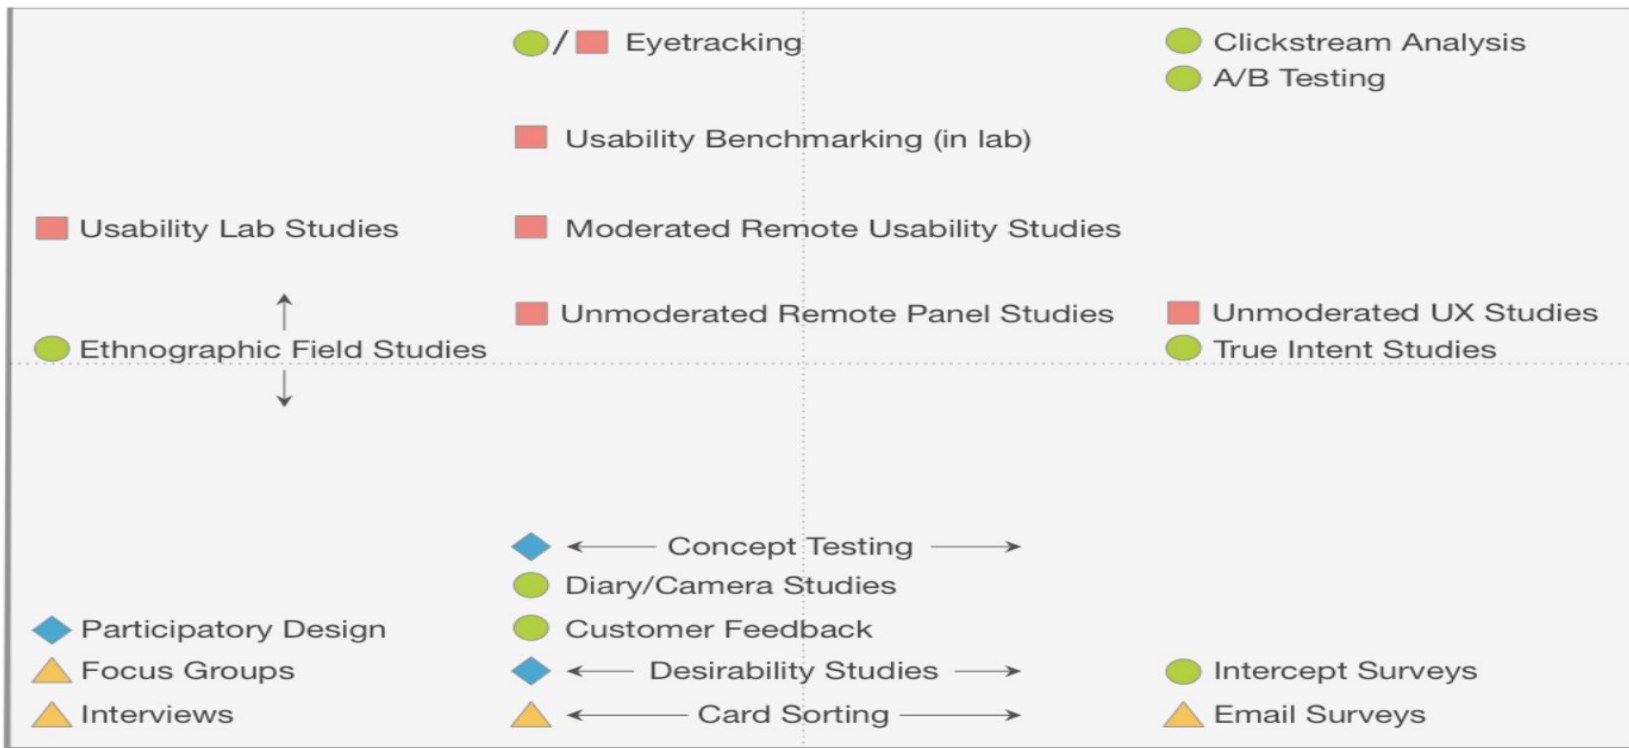 / Eyetracking
Clickstream Analysis
A/B Testing
Usability Benchmarking (in lab)
Usability Lab Studies
Moderated Remote Usability Studies
Unmoderated Remote Panel Studies
Unmoderated UX Studies
Ethnographic Field Studies
True Intent Studies
Concept Testing
Diary/Camera Studies
Participatory Design
Customer Feedback
Focus Groups
Desirability Studies
Intercept Surveys
Interviews
Card Sorting
Email Surveys